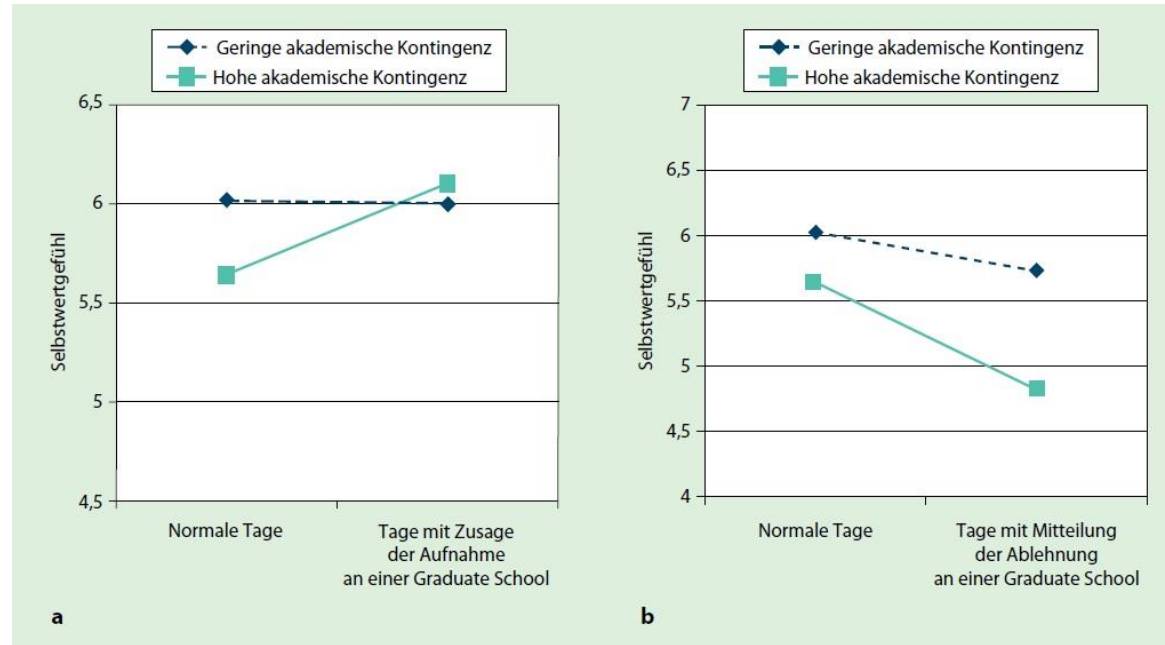 Geringe akademische Kontingenz
Hohe akademische Kontingenz
6,5
6
5,5
5
4,5
Selbstwertgefühl
Normale Tage
Tage mit Zusage
der Aufnahme
an einer Graduate School
a
Geringe akademische Kontingenz
Hohe akademische Kontingenz
7
6,5
6
5,5
5
4,5
4
Selbstwertgefühl
Normale Tage
Tage mit Mitteilung
der Ablehnung
an einer Graduate School
b